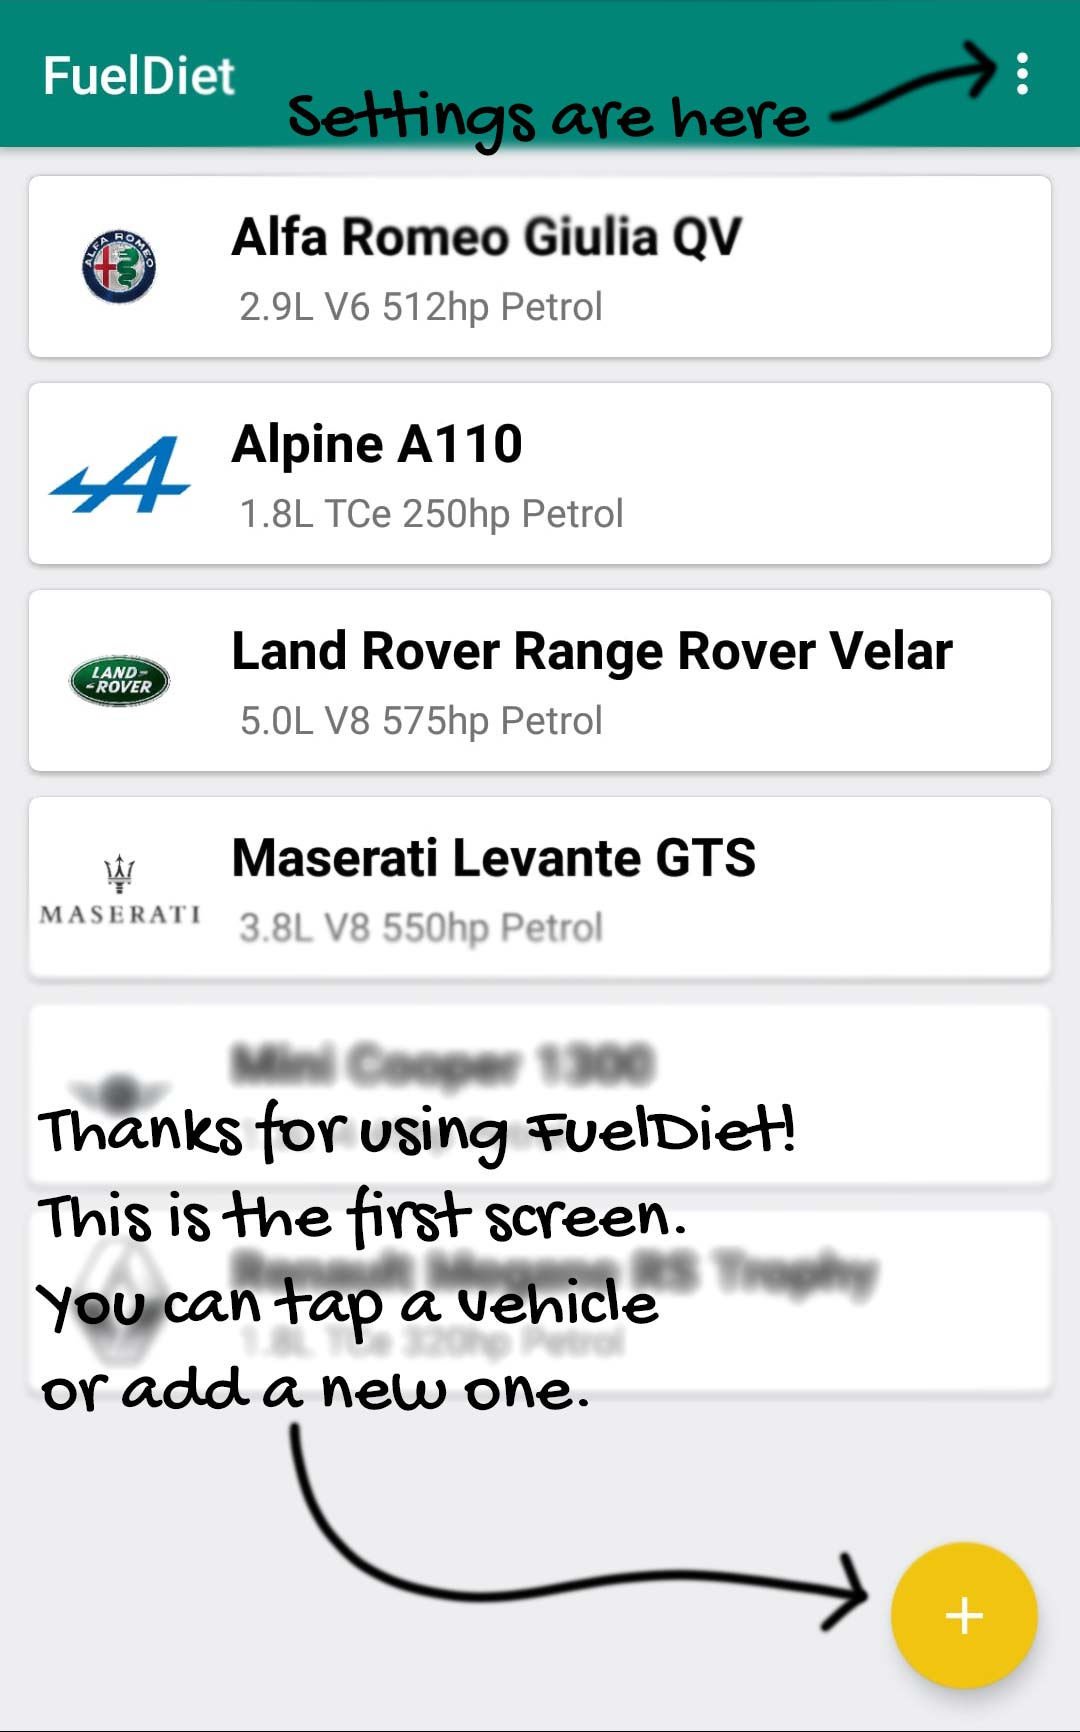 FuelDiet
Settings are here
ALFA ROMEO
Alfa Romeo Giulia QV
2.9L V6 512hp Petrol
Alpine A110
1.8L TCe 250hp Petrol
LAND-
-ROVER
Land Rover Range Rover Velar
5.0L V8 575hp Petrol
MASERATI
Maserati Levante GTS
3.8L V8 550hp Petrol
Mini Cooper 1300
Thanks for using FuelDiet!
This is the first screen.
Renault Megane RS Trophy
You can tap a vehicle
1.8L TCe 320hp Petrol
or add a new one.
+